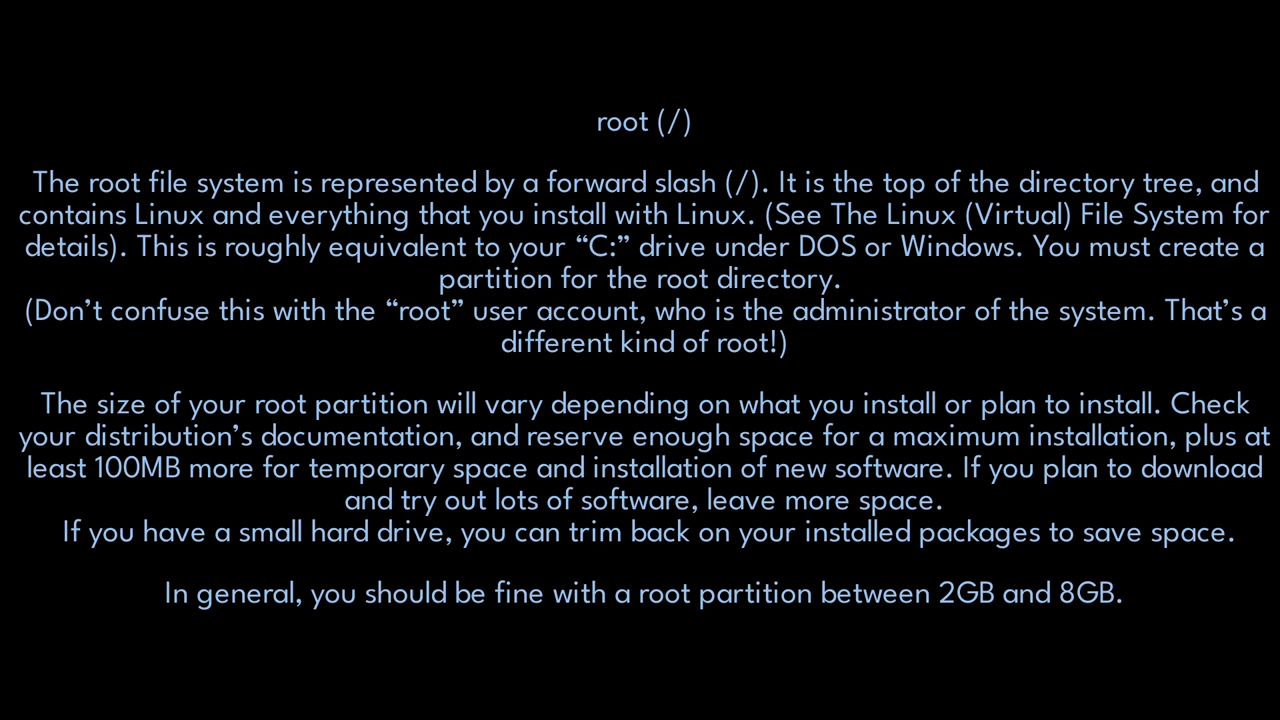 root (/)
The root file system is represented by a forward slash (/). It is the top of the directory tree, and
contains Linux and everything that you install with Linux. (See The Linux (Virtual) File System for
details). This is roughly equivalent to your “C:” drive under DOS or Windows. You must create a
partition for the root directory.
(Don’t confuse this with the “root” user account, who is the administrator of the system. That’s a
different kind of root!)
The size of your root partition will vary depending on what you install or plan to install. Check
your distribution’s documentation, and reserve enough space for a maximum installation, plus at
least 100MB more for temporary space and installation of new software. If you plan to download
and try out lots of software, leave more space.
If you have a small hard drive, you can trim back on your installed packages to save space.
In general, you should be fine with a root partition between 2GB and 8GB.